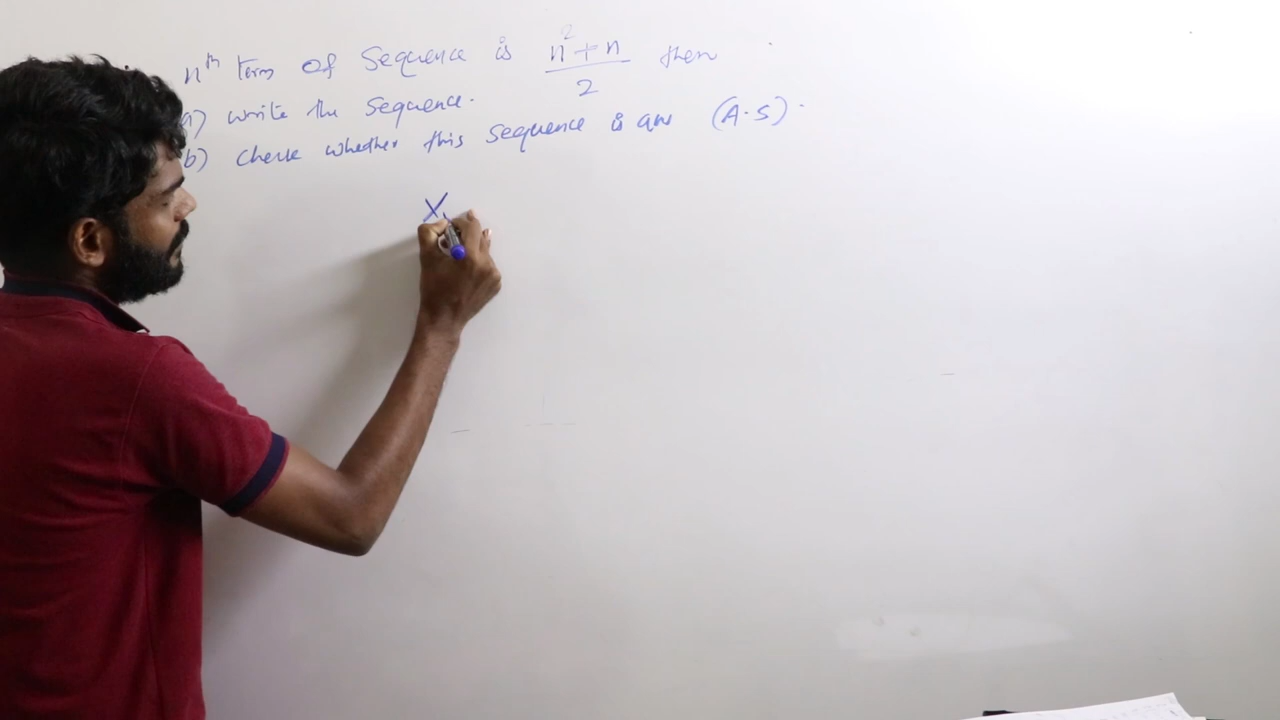 nth term of Sequence is n²+n/2 then
a) write the Sequence.
b) check whether this Sequence is an (A.S).
X